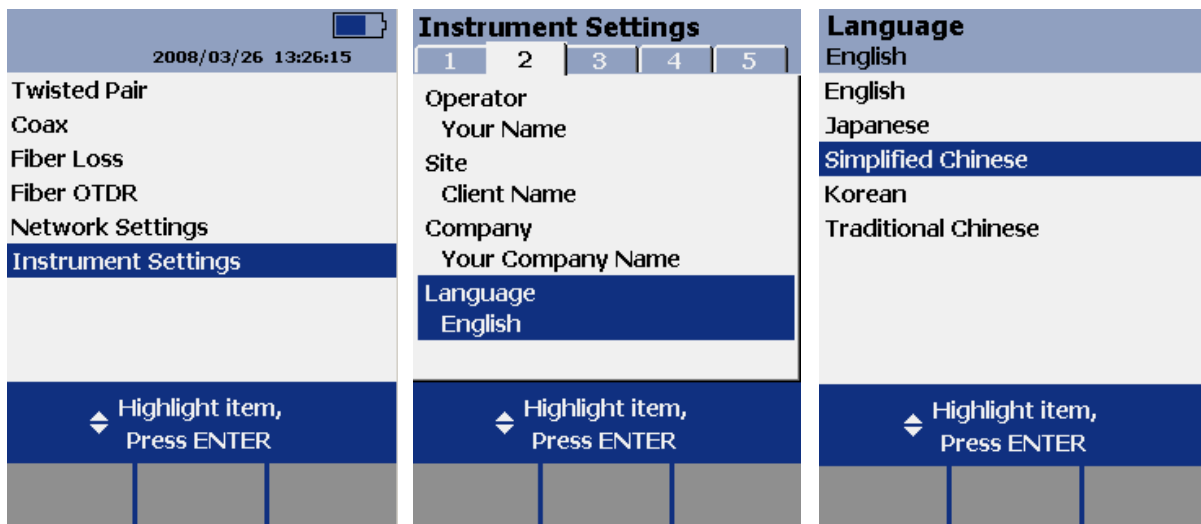 2008/03/26 13:26:15
Twisted Pair
Coax
Fiber Loss
Fiber OTDR
Network Settings
Instrument Settings
Highlight item,
Press ENTER
Instrument Settings
1 2 3 4 5
Operator
Your Name
Site
Client Name
Company
Your Company Name
Language
English
Highlight item,
Press ENTER
Language
English
English
Japanese
Simplified Chinese
Korean
Traditional Chinese
Highlight item,
Press ENTER